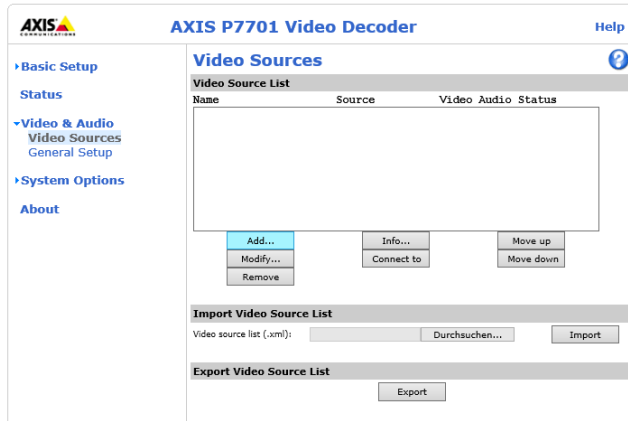 AXIS
COMMUNICATIONS
AXIS P7701 Video Decoder
Help
Basic Setup
Status
Video & Audio
Video Sources
General Setup
System Options
About
Video Sources
?
Video Source List
Name Source Video Audio Status
Add... Info... Move up
Modify... Connect to Move down
Remove
Import Video Source List
Video source list (.xml): Durchsuchen... Import
Export Video Source List
Export